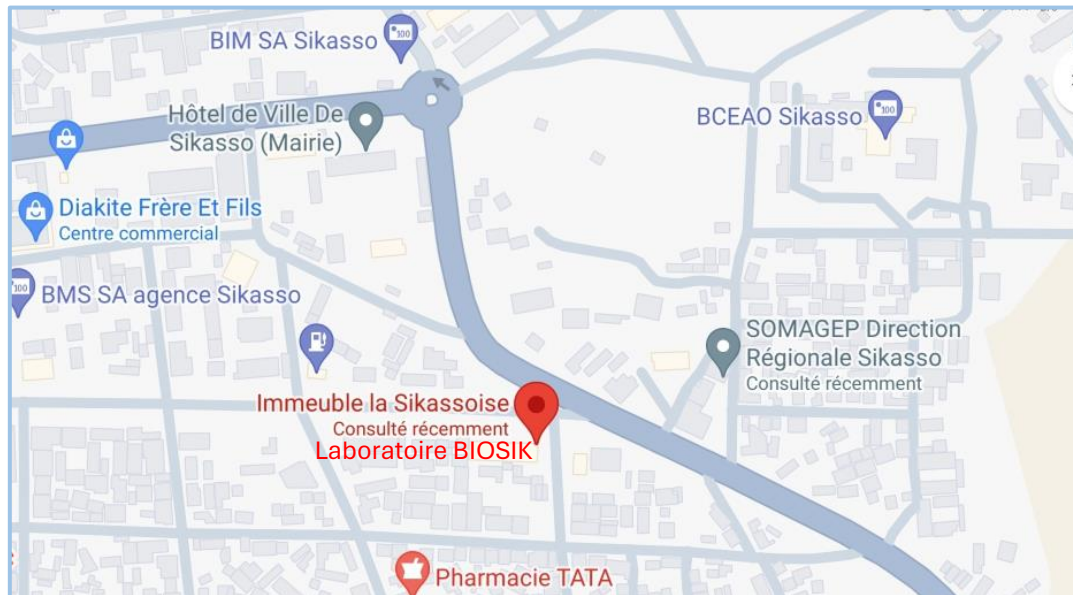 BIM SA Sikasso
Hôtel de Ville De
Sikasso (Mairie)
BCEAO Sikasso
Diakite Frère Et Fils
Centre commercial
BMS SA agence Sikasso
SOMAGEP Direction
Régionale Sikasso
Consulté récemment
Immeuble la Sikassoise
Consulté récemment
Laboratoire BIOSIK
Pharmacie TATA